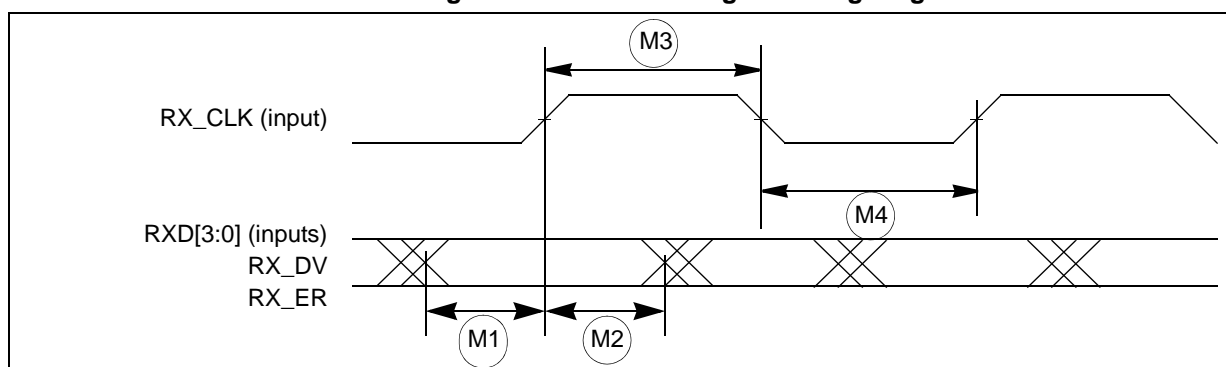 M3
RX_CLK (input)
M4
RXD[3:0] (inputs)
RX_DV
RX_ER
M1
M2